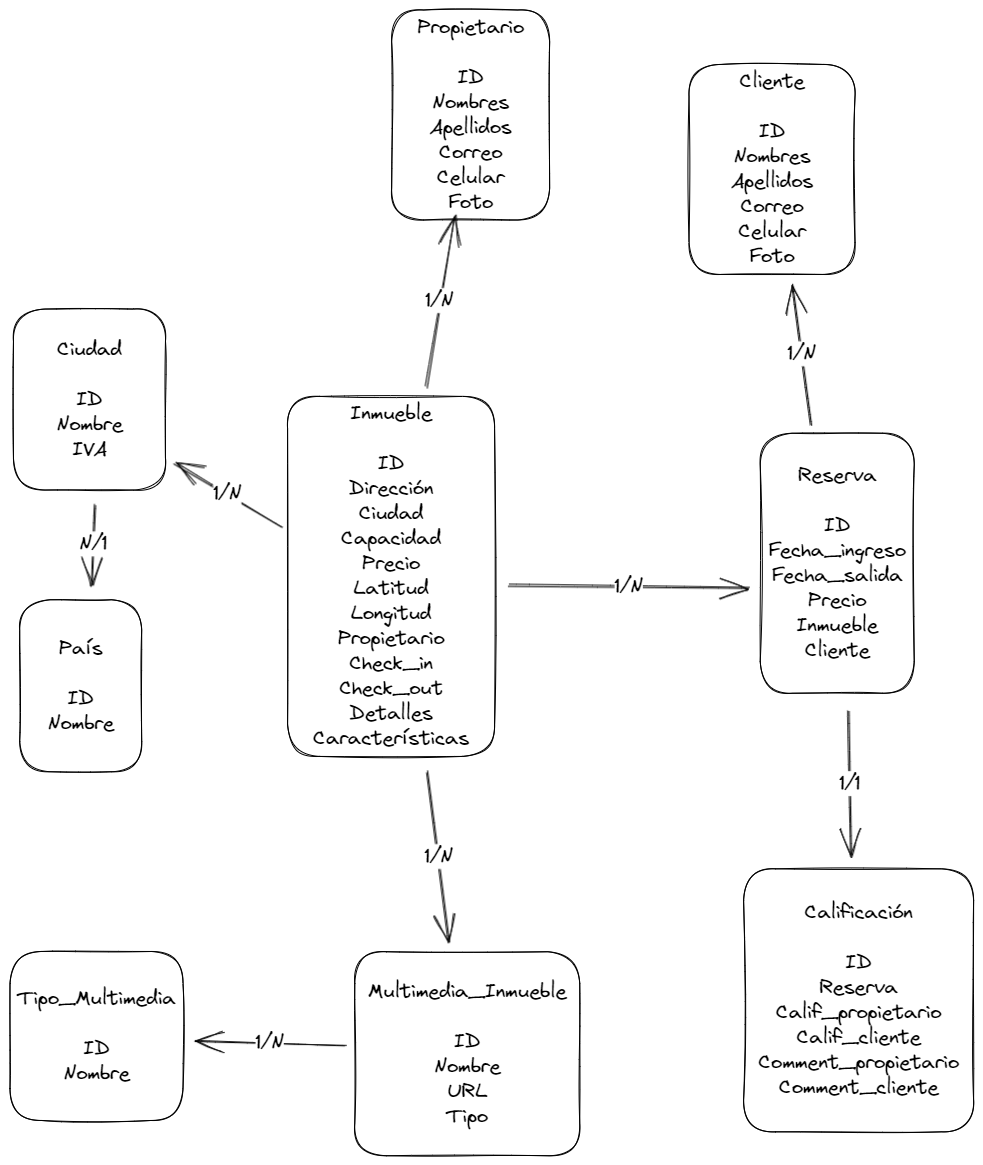 Propietario
ID
Nombres
Apellidos
Correo
Celular
Foto
Cliente
ID
Nombres
Apellidos
Correo
Celular
Foto
1/N
1/N
Ciudad
ID
Nombre
IVA
1/N
N/1
País
ID
Nombre
Inmueble
ID
Dirección
Ciudad
Capacidad
Precio
Latitud
Longitud
Propietario
Check_in
Check_out
Detalles
Características
1/N
Reserva
ID
Fecha_ingreso
Fecha_salida
Precio
Inmueble
Cliente
1/N
1/1
Tipo_Multimedia
ID
Nombre
1/N
Multimedia_Inmueble
ID
Nombre
URL
Tipo
Calificación
ID
Reserva
Calif_propietario
Calif_cliente
Comment_propietario
Comment_cliente